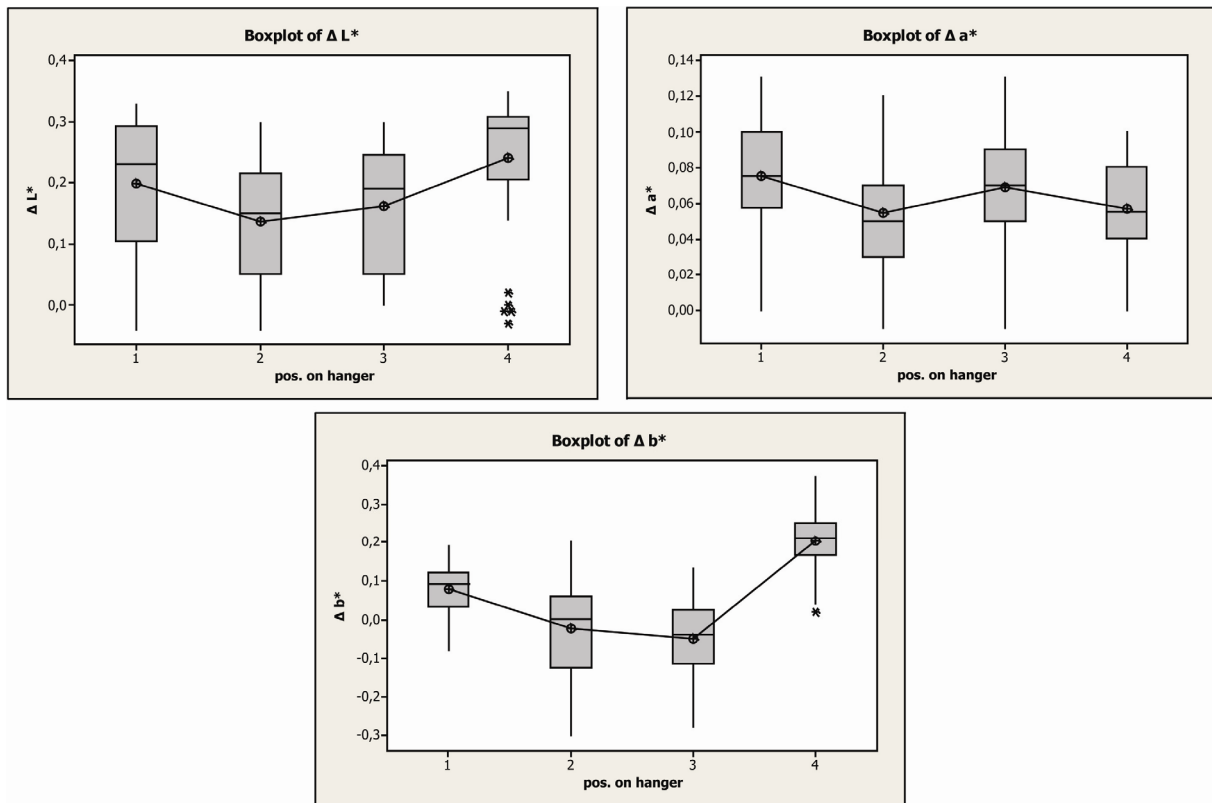 Boxplot of Δ L*
0,4
0,3
0,2
0,1
0,0
Δ L*
1 2 3 4
pos. on hanger
Boxplot of Δ a*
0,14
0,12
0,10
0,08
0,06
0,04
0,02
0,00
Δ a*
1 2 3 4
pos. on hanger
Boxplot of Δ b*
0,4
0,3
0,2
0,1
0,0
-0,1
-0,2
-0,3
Δ b*
1 2 3 4
pos. on hanger